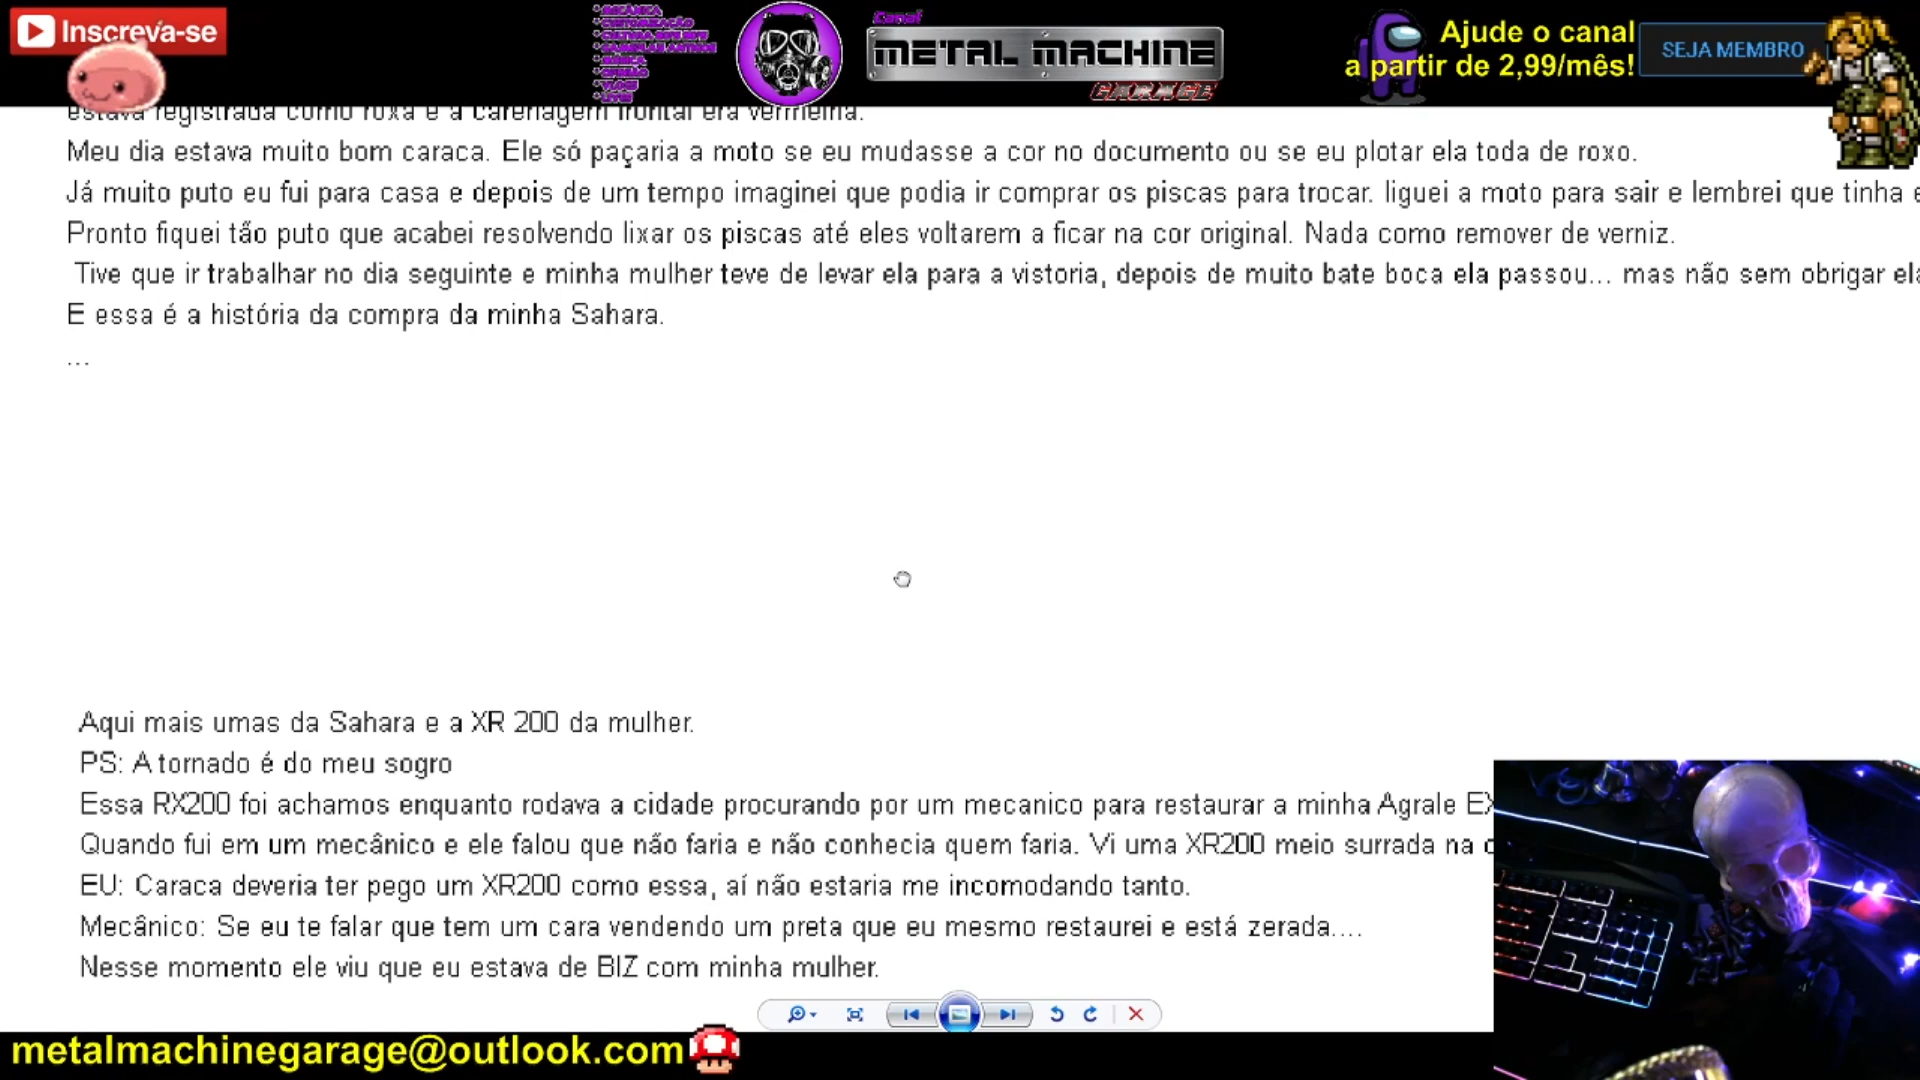 Inscreva-se
* MECÂNICA
* CUSTOMIZAÇÃO
* MÚSICA
* OPINIÃO
* VLOGS
* LIVES
Canal
METAL MACHINE
GARAGE
Ajude o canal
a partir de 2,99/mês!
SEJA MEMBRO
estava registrada como roxa e a carenagem frontal era vermelha.
Meu dia estava muito bom caraca. Ele só paçaria a moto se eu mudasse a cor no documento ou se eu plotar ela toda de roxo.
Já muito puto eu fui para casa e depois de um tempo imaginei que podia ir comprar os piscas para trocar. liguei a moto para sair e lembrei que tinha
Pronto fiquei tão puto que acabei resolvendo lixar os piscas até eles voltarem a ficar na cor original. Nada como remover de verniz.
Tive que ir trabalhar no dia seguinte e minha mulher teve de levar ela para a vistoria, depois de muito bate boca ela passou... mas não sem obrigar ela
E essa é a história da compra da minha Sahara.
...
Aqui mais umas da Sahara e a XR 200 da mulher.
PS: A tornado é do meu sogro
Essa RX200 foi achamos enquanto rodava a cidade procurando por um mecanico para restaurar a minha Agrale
Quando fui em um mecânico e ele falou que não faria e não conhecia quem faria. Vi uma XR200 meio surrada na
EU: Caraca deveria ter pego um XR200 como essa, aí não estaria me incomodando tanto.
Mecânico: Se eu te falar que tem um cara vendendo um preta que eu mesmo restaurei e está zerada....
Nesse momento ele viu que eu estava de BIZ com minha mulher.
metalmachinegarage@outlook.com